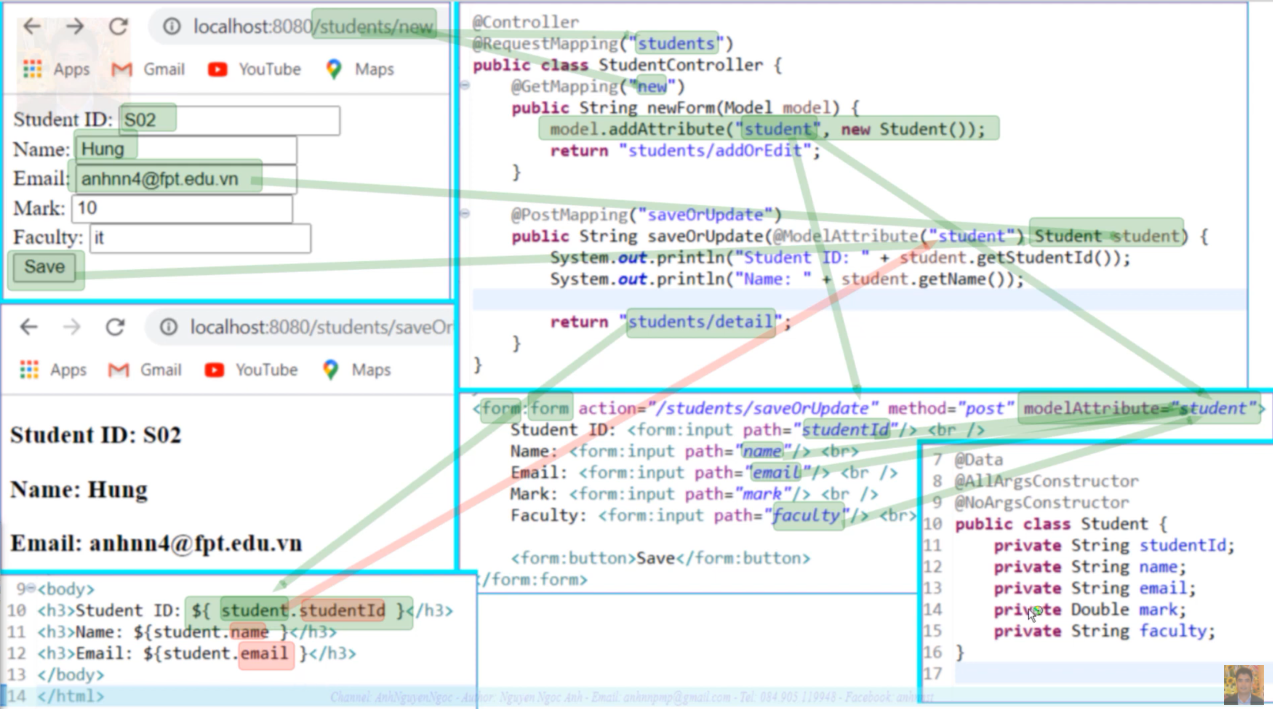 localhost:8080/students/new
Apps Gmail YouTube Maps
Student ID: S02
Name: Hung
Email: anhnn4@fpt.edu.vn
Mark: 10
Faculty: it
Save
@Controller
@RequestMapping("students")
public class StudentController {
@GetMapping("new")
public String newForm(Model model) {
model.addAttribute("student", new Student());
return "students/addOrEdit";
}
@PostMapping("saveOrUpdate")
public String saveOrUpdate(@ModelAttribute("student") Student student) {
System.out.println("Student ID: " + student.getStudentId());
System.out.println("Name: " + student.getName());
return "students/detail";
}
}
localhost:8080/students/saveOr
Apps Gmail YouTube Maps
Student ID: S02
Name: Hung
Email: anhnn4@fpt.edu.vn
<form:form action="/students/saveOrUpdate" method="post" modelAttribute="student">
Student ID: <form:input path="studentId"/> <br />
Name: <form:input path="name"/> <br>
Email: <form:input path="email"/> <br />
Mark: <form:input path="mark"/> <br />
Faculty: <form:input path="faculty"/> <br>
<form:button>Save</form:button>
</form:form>
7 @Data
8 @AllArgsConstructor
9 @NoArgsConstructor
10 public class Student {
11 private String studentId;
12 private String name;
13 private String email;
14 private Double mark;
15 private String faculty;
16 }
17
9 <body>
10 <h3>Student ID: ${ student.studentId }</h3>
11 <h3>Name: ${student.name }</h3>
12 <h3>Email: ${student.email }</h3>
13 </body>
14 </html>
Channel: AnhNguyenNgoc - Author: Nguyen Ngoc Anh - Email: anhnnpmp@gmail.com - Tel: 084.903 119948 - Facebook: